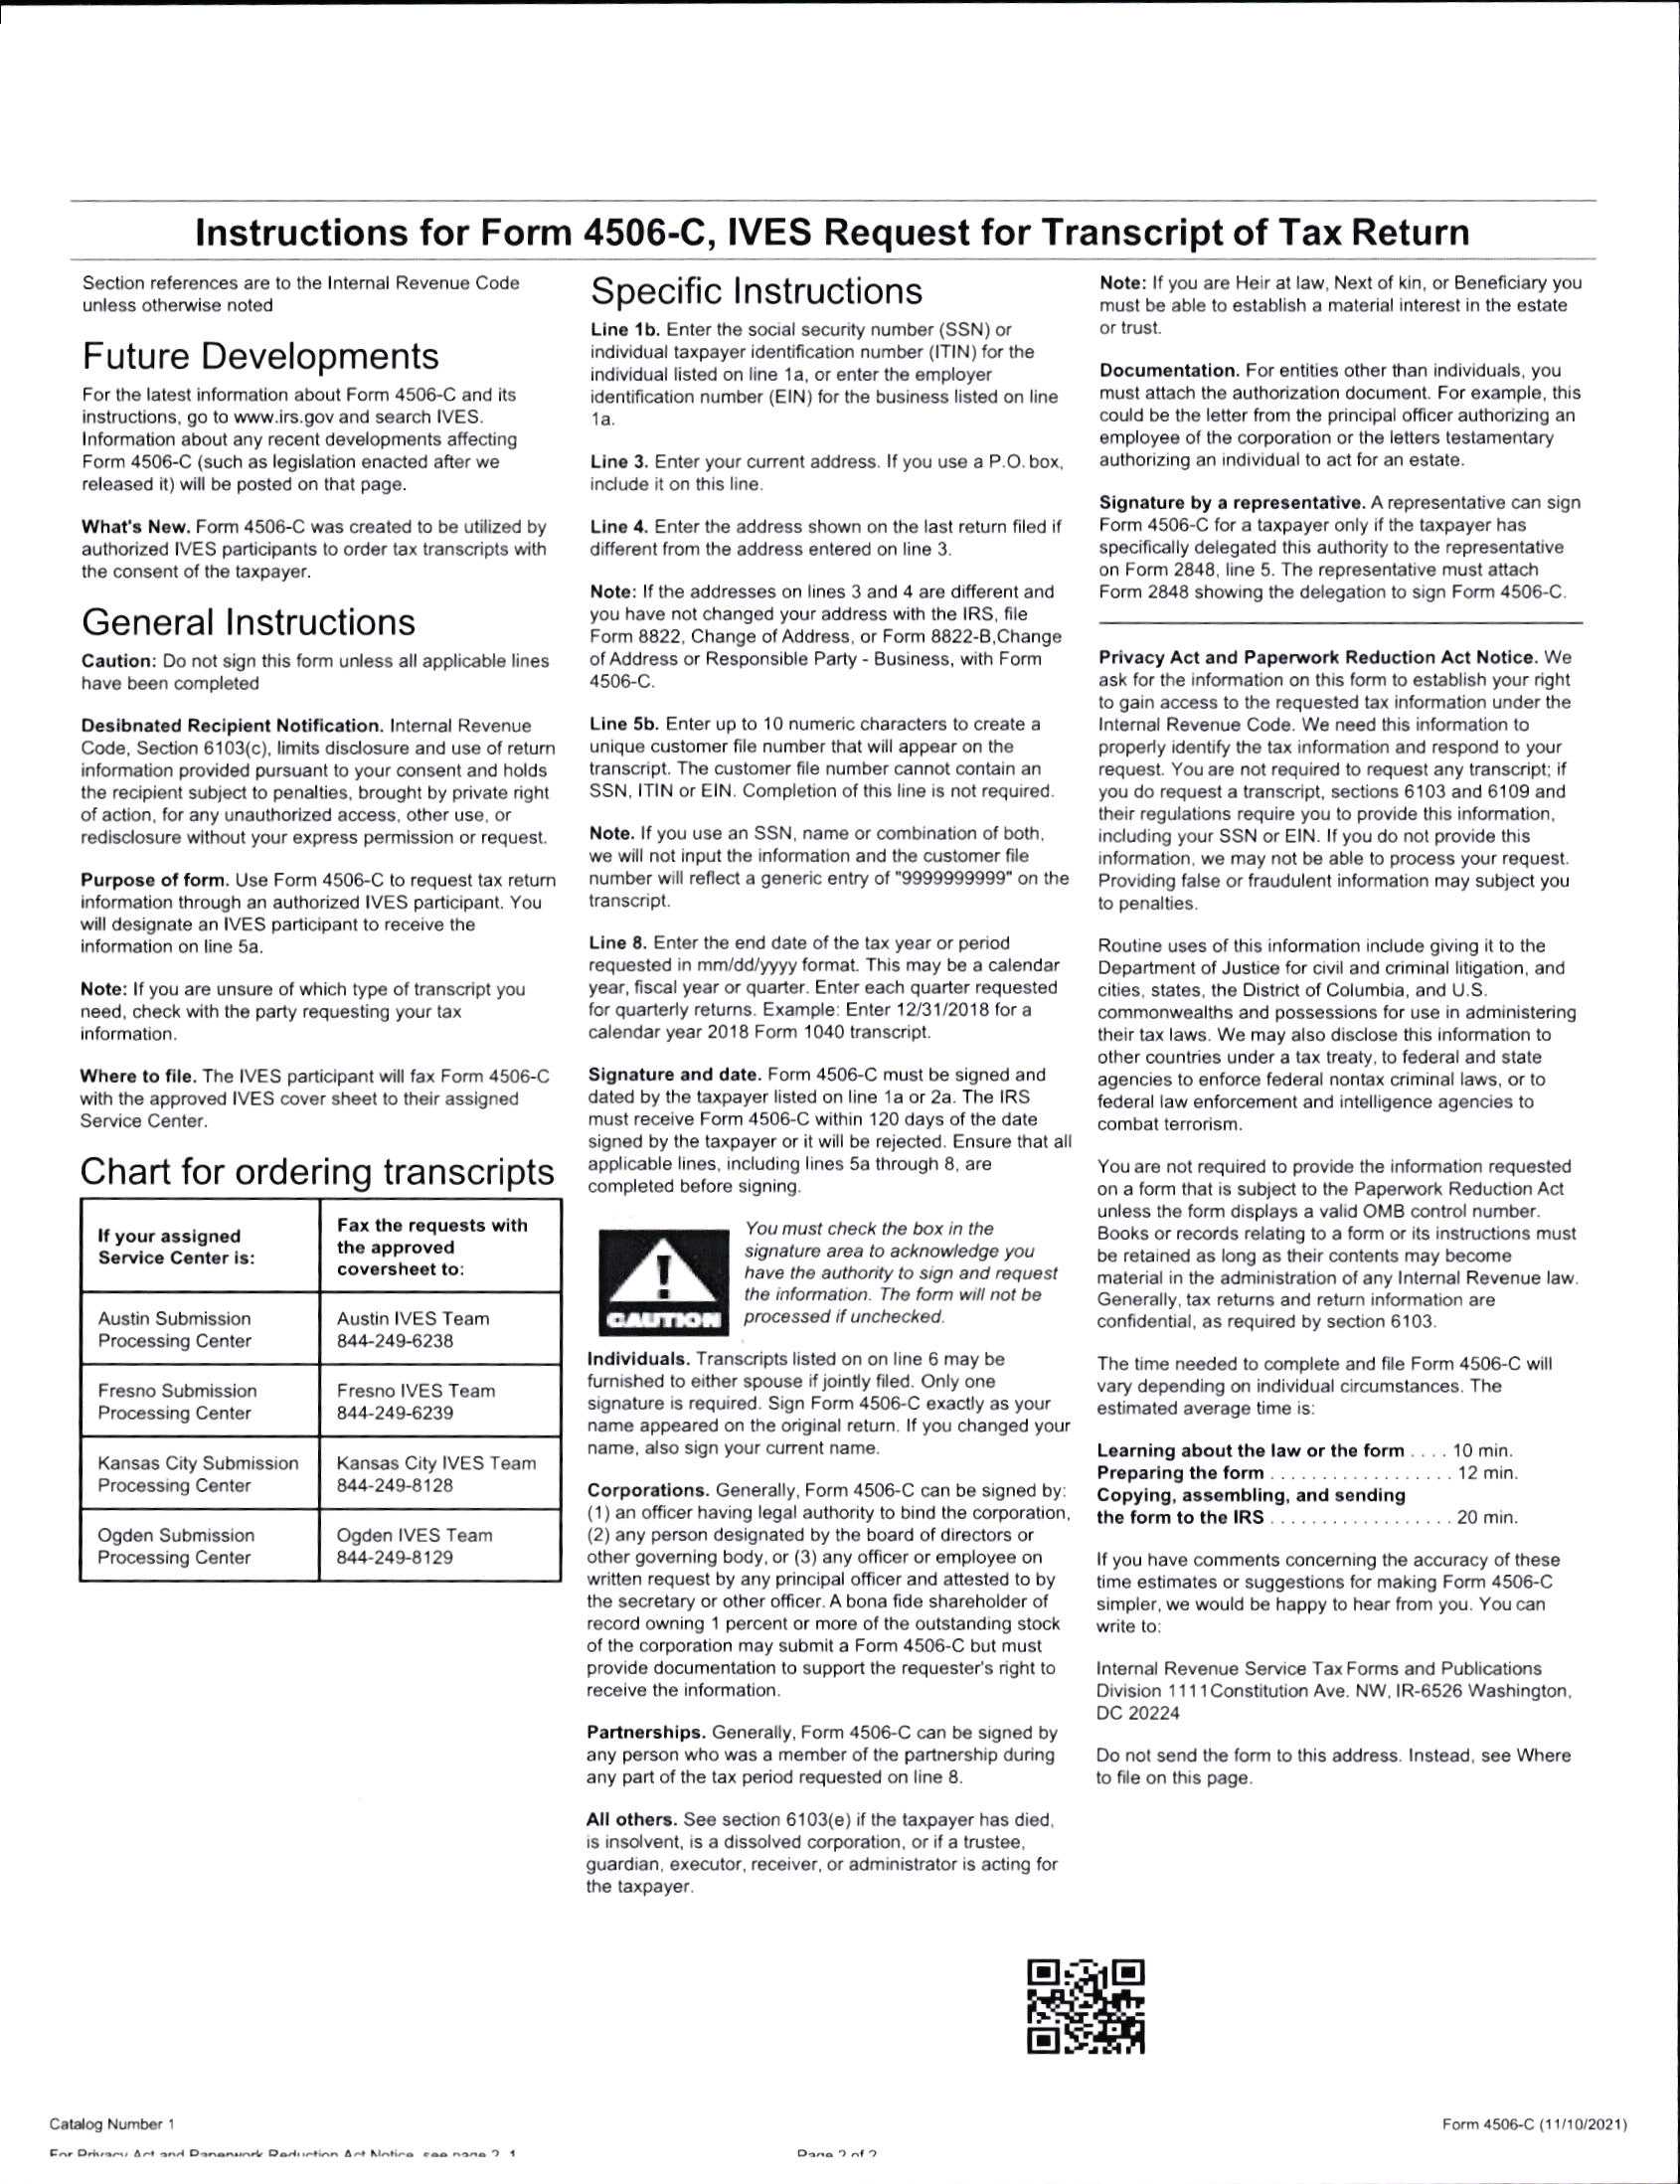 Instructions for Form 4506-C, IVES Request for Transcript of Tax Return
Section references are to the Internal Revenue Code
unless otherwise noted
Future Developments
For the latest information about Form 4506-C and its
instructions, go to www.irs.gov and search IVES.
Information about any recent developments affecting
Form 4506-C (such as legislation enacted after we
released it) will be posted on that page.
What's New. Form 4506-C was created to be utilized by
authorized IVES participants to order tax transcripts with
the consent of the taxpayer.
General Instructions
Caution: Do not sign this form unless all applicable lines
have been completed
Desibnated Recipient Notification. Internal Revenue
Code, Section 6103(c), limits disclosure and use of return
information provided pursuant to your consent and holds
the recipient subject to penalties, brought by private right
of action, for any unauthorized access, other use, or
redisclosure without your express permission or request.
Purpose of form. Use Form 4506-C to request tax return
information through an authorized IVES participant. You
will designate an IVES participant to receive the
information on line 5a.
Note: If you are unsure of which type of transcript you
need, check with the party requesting your tax
information.
Where to file. The IVES participant will fax Form 4506-C
with the approved IVES cover sheet to their assigned
Service Center.
Chart for ordering transcripts
If your assigned
Service Center is:
Fax the requests with
the approved
coversheet to:
Austin Submission
Processing Center
Austin IVES Team
844-249-6238
Fresno Submission
Processing Center
Fresno IVES Team
844-249-6239
Kansas City Submission
Processing Center
Kansas City IVES Team
844-249-8128
Ogden Submission
Processing Center
Ogden IVES Team
844-249-8129
Specific Instructions
Line 1b. Enter the social security number (SSN) or
individual taxpayer identification number (ITIN) for the
individual listed on line 1a, or enter the employer
identification number (EIN) for the business listed on line
1a.
Line 3. Enter your current address. If you use a P.O. box,
include it on this line.
Line 4. Enter the address shown on the last return filed if
different from the address entered on line 3.
Note: If the addresses on lines 3 and 4 are different and
you have not changed your address with the IRS, file
Form 8822, Change of Address, or Form 8822-B,Change
of Address or Responsible Party - Business, with Form
4506-C.
Line 5b. Enter up to 10 numeric characters to create a
unique customer file number that will appear on the
transcript. The customer file number cannot contain an
SSN, ITIN or EIN. Completion of this line is not required.
Note. If you use an SSN, name or combination of both,
we will not input the information and the customer file
number will reflect a generic entry of "9999999999" on the
transcript.
Line 8. Enter the end date of the tax year or period
requested in mm/dd/yyyy format. This may be a calendar
year, fiscal year or quarter. Enter each quarter requested
for quarterly returns. Example: Enter 12/31/2018 for a
calendar year 2018 Form 1040 transcript.
Signature and date. Form 4506-C must be signed and
dated by the taxpayer listed on line 1a or 2a. The IRS
must receive Form 4506-C within 120 days of the date
signed by the taxpayer or it will be rejected. Ensure that all
applicable lines, including lines 5a through 8, are
completed before signing.
CAUTION
You must check the box in the
signature area to acknowledge you
have the authority to sign and request
the information. The form will not be
processed if unchecked.
Individuals. Transcripts listed on on line 6 may be
furnished to either spouse if jointly filed. Only one
signature is required. Sign Form 4506-C exactly as your
name appeared on the original return. If you changed your
name, also sign your current name.
Corporations. Generally, Form 4506-C can be signed by:
(1) an officer having legal authority to bind the corporation,
(2) any person designated by the board of directors or
other governing body, or (3) any officer or employee on
written request by any principal officer and attested to by
the secretary or other officer. A bona fide shareholder of
record owning 1 percent or more of the outstanding stock
of the corporation may submit a Form 4506-C but must
provide documentation to support the requester's right to
receive the information.
Partnerships. Generally, Form 4506-C can be signed by
any person who was a member of the partnership during
any part of the tax period requested on line 8.
All others. See section 6103(e) if the taxpayer has died,
is insolvent, is a dissolved corporation, or if a trustee,
guardian, executor, receiver, or administrator is acting for
the taxpayer.
Note: If you are Heir at law, Next of kin, or Beneficiary you
must be able to establish a material interest in the estate
or trust.
Documentation. For entities other than individuals, you
must attach the authorization document. For example, this
could be the letter from the principal officer authorizing an
employee of the corporation or the letters testamentary
authorizing an individual to act for an estate.
Signature by a representative. A representative can sign
Form 4506-C for a taxpayer only if the taxpayer has
specifically delegated this authority to the representative
on Form 2848, line 5. The representative must attach
Form 2848 showing the delegation to sign Form 4506-C.
Privacy Act and Paperwork Reduction Act Notice. We
ask for the information on this form to establish your right
to gain access to the requested tax information under the
Internal Revenue Code. We need this information to
properly identify the tax information and respond to your
request. You are not required to request any transcript; if
you do request a transcript, sections 6103 and 6109 and
their regulations require you to provide this information,
including your SSN or EIN. If you do not provide this
information, we may not be able to process your request.
Providing false or fraudulent information may subject you
to penalties.
Routine uses of this information include giving it to the
Department of Justice for civil and criminal litigation, and
cities, states, the District of Columbia, and U.S.
commonwealths and possessions for use in administering
their tax laws. We may also disclose this information to
other countries under a tax treaty, to federal and state
agencies to enforce federal nontax criminal laws, or to
federal law enforcement and intelligence agencies to
combat terrorism.
You are not required to provide the information requested
on a form that is subject to the Paperwork Reduction Act
unless the form displays a valid OMB control number.
Books or records relating to a form or its instructions must
be retained as long as their contents may become
material in the administration of any Internal Revenue law.
Generally, tax returns and return information are
confidential, as required by section 6103.
The time needed to complete and file Form 4506-C will
vary depending on individual circumstances. The
estimated average time is:
Learning about the law or the form . . . . 10 min.
Preparing the form . . . . . . . . . . . . . . . . . . 12 min.
Copying, assembling, and sending
the form to the IRS . . . . . . . . . . . . . . . . . . 20 min.
If you have comments concerning the accuracy of these
time estimates or suggestions for making Form 4506-C
simpler, we would be happy to hear from you. You can
write to:
Internal Revenue Service Tax Forms and Publications
Division 1111Constitution Ave. NW, IR-6526 Washington,
DC 20224
Do not send the form to this address. Instead, see Where
to file on this page.
Catalog Number 1
Form 4506-C (11/10/2021)
For Privacy Act and Paperwork Reduction Act Notice, see page 2. 1
Page 2 of 2